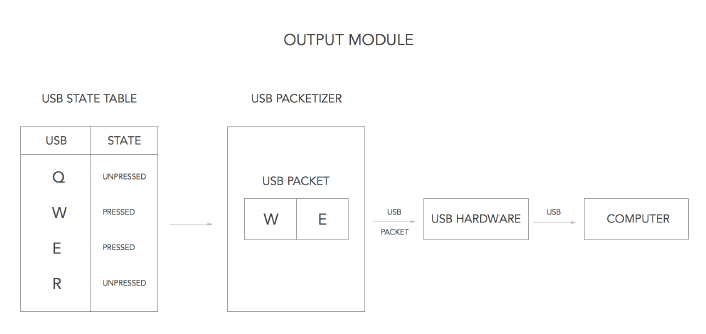 OUTPUT MODULE
USB STATE TABLE
USB PACKETIZER
USB STATE
Q UNPRESSED
W PRESSED
E PRESSED
R UNPRESSED
USB PACKET
W E
USB
PACKET
USB HARDWARE
USB
COMPUTER